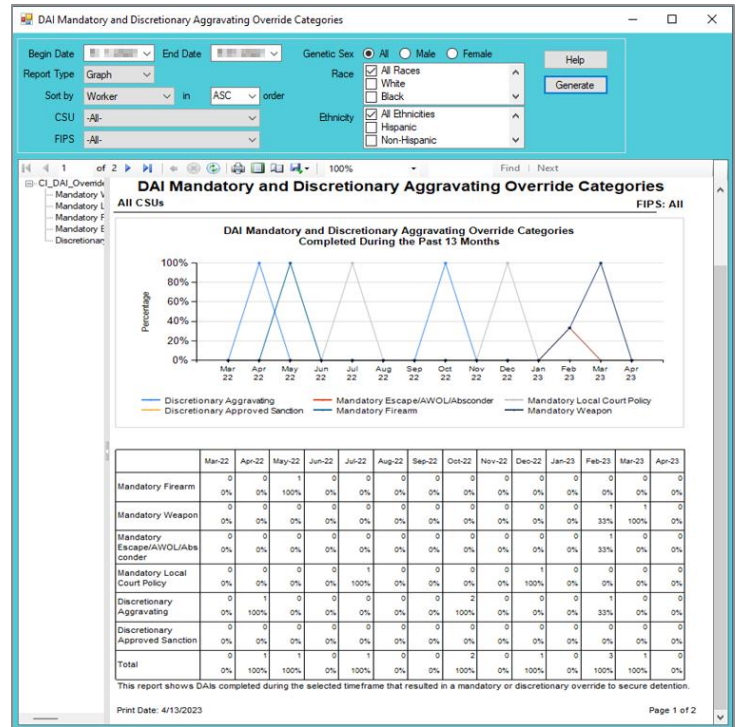 DAI Mandatory and Discretionary Aggravating Override Categories
Begin Date End Date Genetic Sex All Male Female Help
Report Type Graph Race All Races Generate
White
Sort by Worker in ASC order Black
CSU -All- Ethnicity All Ethnicities
Hispanic
FIPS -All- Non-Hispanic
1 of 2 100% Find | Next
CI_DAI_Override
Mandatory V
Mandatory L
Mandatory F
Mandatory E
Discretionary
DAI Mandatory and Discretionary Aggravating Override Categories
All CSUs FIPS: All
DAI Mandatory and Discretionary Aggravating Override Categories
Completed During the Past 13 Months
Percentage
100%
80%
60%
40%
20%
0%
Mar Apr May Jun Jul Aug Sep Oct Nov Dec Jan Feb Mar Apr
22 22 22 22 22 22 22 22 22 22 23 23 23 23
Discretionary Aggravating Mandatory Escape/AWOL/Absconder Mandatory Local Court Policy
Discretionary Approved Sanction Mandatory Firearm Mandatory Weapon
Mar-22 Apr-22 May-22 Jun-22 Jul-22 Aug-22 Sep-22 Oct-22 Nov-22 Dec-22 Jan-23 Feb-23 Mar-23 Apr-23
Mandatory Firearm 0 0 1 0 0 0 0 0 0 0 0 0 0 0
0% 0% 100% 0% 0% 0% 0% 0% 0% 0% 0% 0% 0% 0%
Mandatory Weapon 0 0 0 0 0 0 0 0 0 0 0 1 1 0
0% 0% 0% 0% 0% 0% 0% 0% 0% 0% 0% 33% 100% 0%
Mandatory 0 0 0 0 0 0 0 0 0 0 0 1 0 0
Escape/AWOL/Abs 0% 0% 0% 0% 0% 0% 0% 0% 0% 0% 0% 33% 0% 0%
conder
Mandatory Local 0 0 0 0 1 0 0 0 0 1 0 0 0 0
Court Policy 0% 0% 0% 0% 100% 0% 0% 0% 0% 100% 0% 0% 0% 0%
Discretionary 0 1 0 0 0 0 0 2 0 0 0 1 0 0
Aggravating 0% 100% 0% 0% 0% 0% 0% 100% 0% 0% 0% 33% 0% 0%
Discretionary 0 0 0 0 0 0 0 0 0 0 0 0 0 0
Approved Sanction 0% 0% 0% 0% 0% 0% 0% 0% 0% 0% 0% 0% 0% 0%
Total 0 1 1 0 1 0 0 2 0 1 0 3 1 0
0% 100% 100% 0% 100% 0% 0% 100% 0% 100% 0% 100% 100% 0%
This report shows DAIs completed during the selected timeframe that resulted in a mandatory or discretionary override to secure detention.
Print Date: 4/13/2023 Page 1 of 2